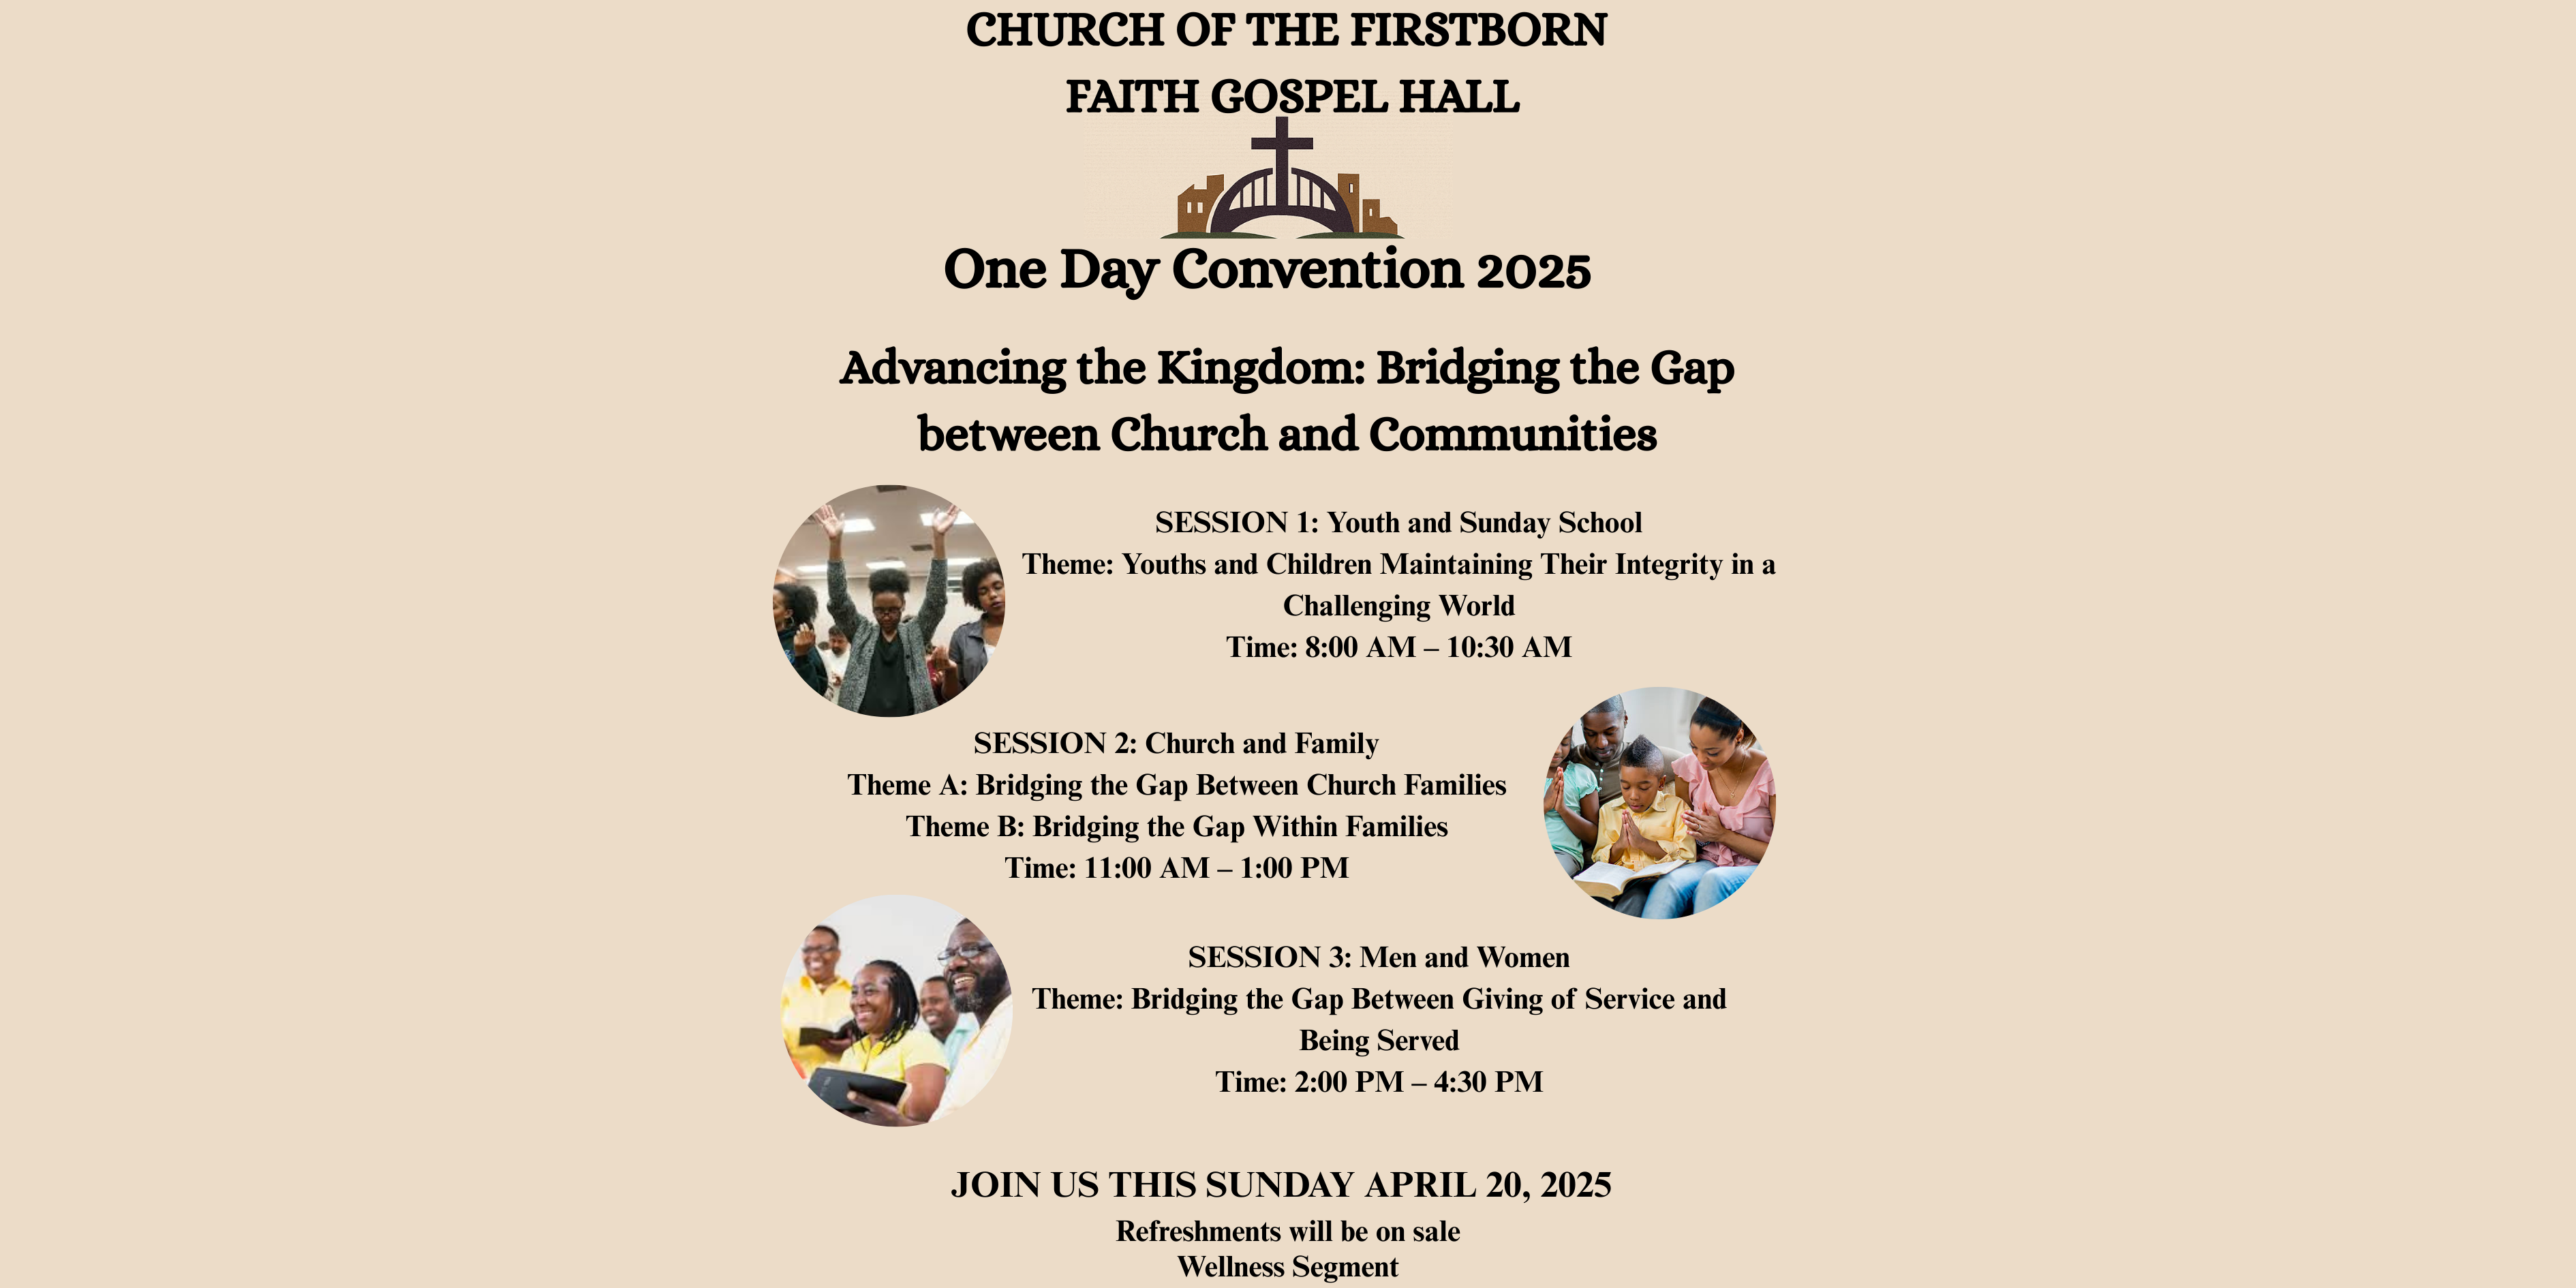 CHURCH OF THE FIRSTBORN
FAITH GOSPEL HALL
One Day Convention 2025
Advancing the Kingdom: Bridging the Gap
between Church and Communities
SESSION 1: Youth and Sunday School
Theme: Youths and Children Maintaining Their Integrity in a
Challenging World
Time: 8:00 AM – 10:30 AM
SESSION 2: Church and Family
Theme A: Bridging the Gap Between Church Families
Theme B: Bridging the Gap Within Families
Time: 11:00 AM – 1:00 PM
SESSION 3: Men and Women
Theme: Bridging the Gap Between Giving of Service and
Being Served
Time: 2:00 PM – 4:30 PM
JOIN US THIS SUNDAY APRIL 20, 2025
Refreshments will be on sale
Wellness Segment